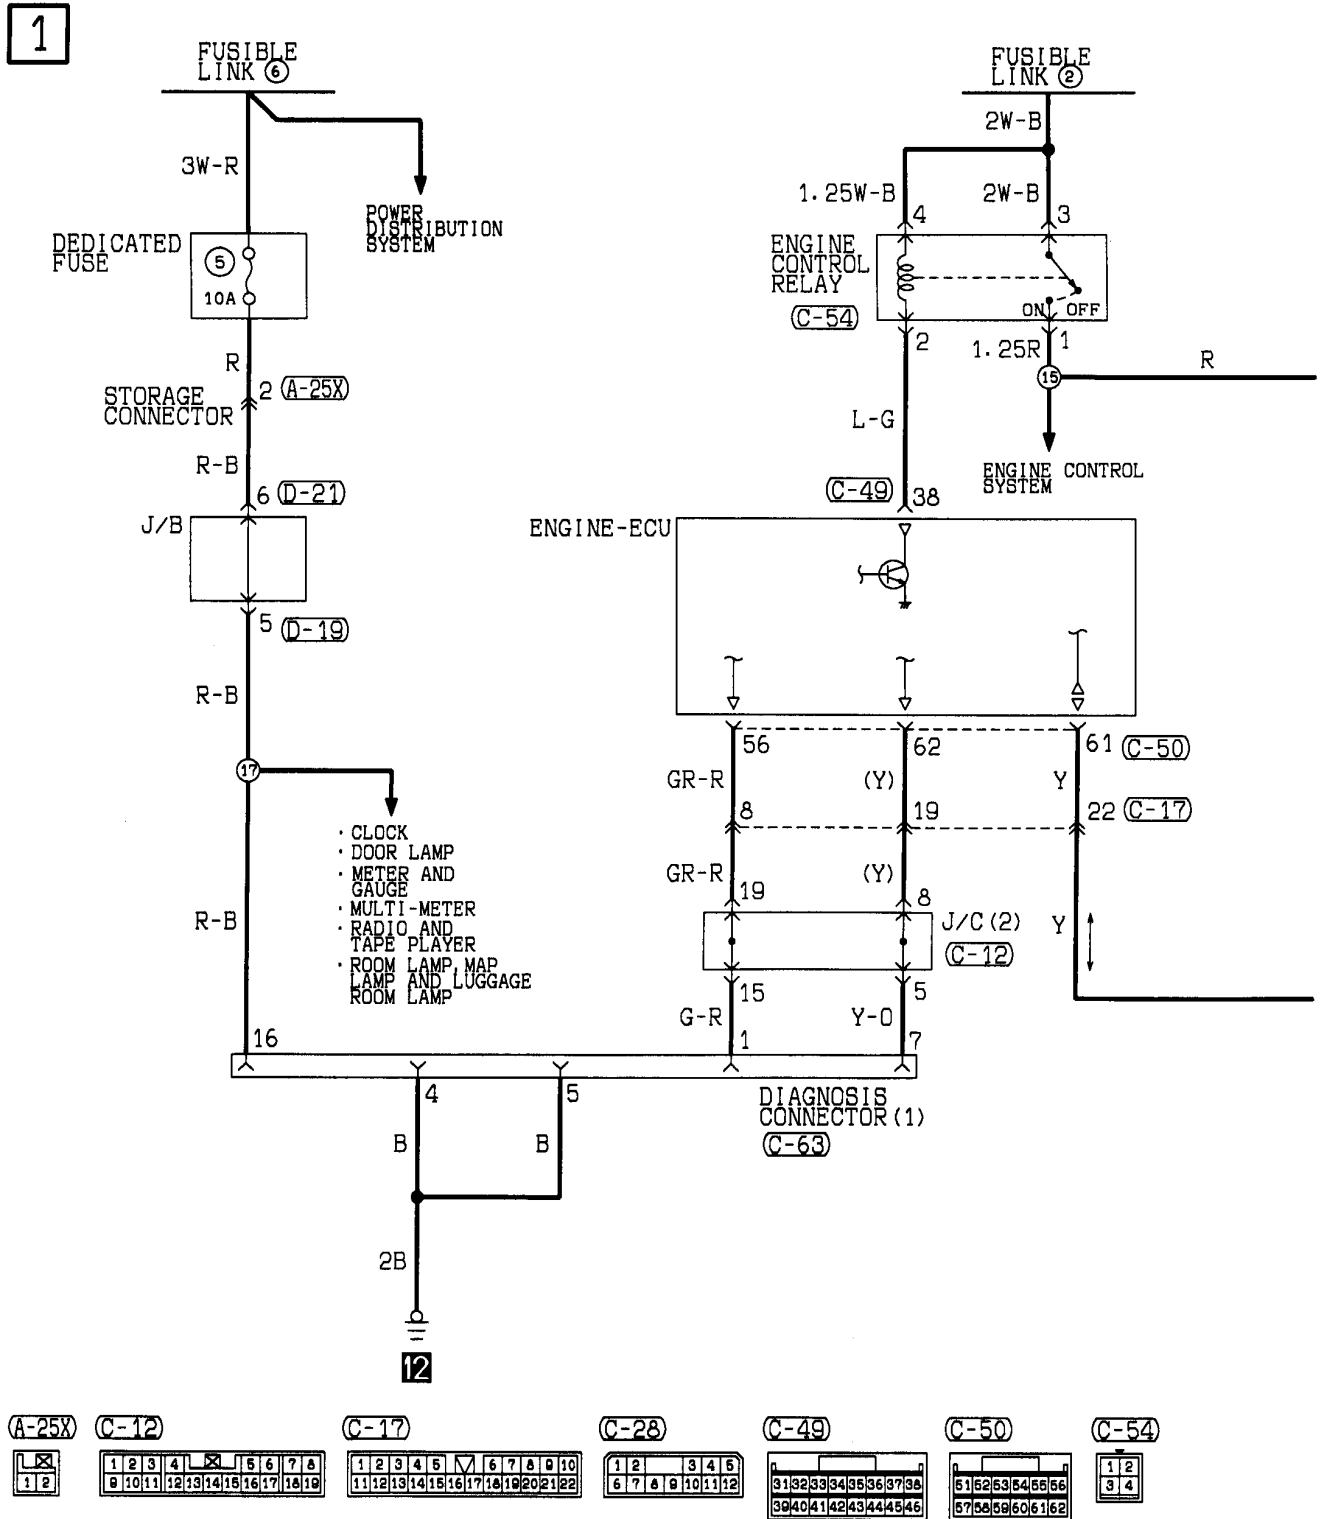 1
FUSIBLE
LINK ⑥
FUSIBLE
LINK ②
2W-B
3W-R
1.25W-B
4
2W-B
3
POWER
DISTRIBUTION
SYSTEM
DEDICATED
FUSE
⑤
10A
ENGINE
CONTROL
RELAY
C-54
ON
OFF
2
1.25R
1
R
⑮
R
STORAGE
CONNECTOR
2
A-25X
L-G
R-B
ENGINE CONTROL
SYSTEM
6
D-21
C-49
38
J/B
ENGINE-ECU
5
D-19
R-B
56
62
61
C-50
⑰
GR-R
(Y)
Y
8
19
22
C-17
· CLOCK
· DOOR LAMP
· METER AND
GAUGE
· MULTI-METER
· RADIO AND
TAPE PLAYER
· ROOM LAMP, MAP
LAMP AND LUGGAGE
ROOM LAMP
GR-R
(Y)
19
8
R-B
J/C(2)
C-12
Y
15
5
G-R
Y-O
16
1
7
4
5
DIAGNOSIS
CONNECTOR(1)
C-63
B
B
2B
12
A-25X
C-12
C-17
C-28
C-49
C-50
C-54
1 2
1 2 3 4 5 6 7 8
9 10 11 12 13 14 15 16 17 18 19
1 2 3 4 5 6 7 8 9 10
11 12 13 14 15 16 17 18 19 20 21 22
1 2 3 4 5
6 7 8 9 10 11 12
31 32 33 34 35 36 37 38
39 40 41 42 43 44 45 46
51 52 53 54 55 56
57 58 59 60 61 62
1 2
3 4